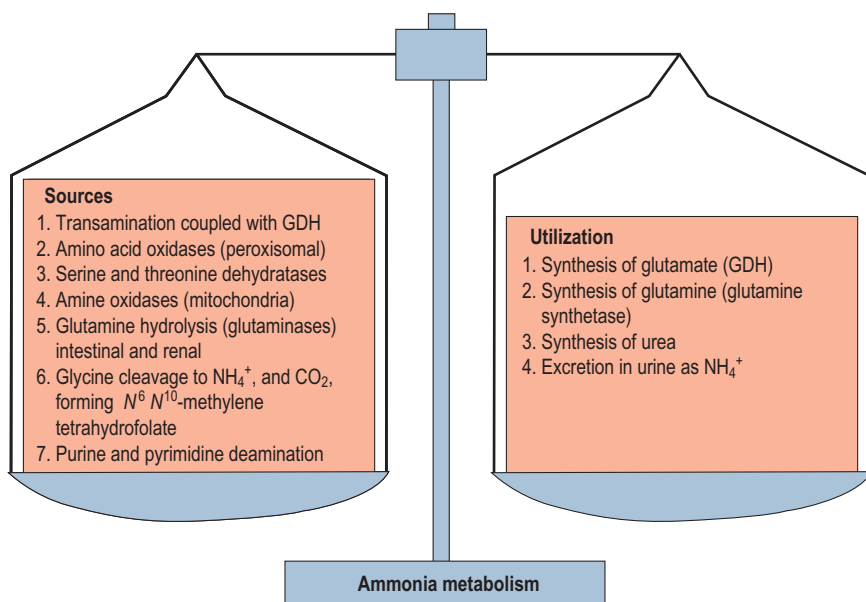 Sources
1. Transamination coupled with GDH
2. Amino acid oxidases (peroxisomal)
3. Serine and threonine dehydratases
4. Amine oxidases (mitochondria)
5. Glutamine hydrolysis (glutaminases)
intestinal and renal
6. Glycine cleavage to NH₄⁺, and CO₂,
forming N⁶ N¹⁰-methylene
tetrahydrofolate
7. Purine and pyrimidine deamination
Utilization
1. Synthesis of glutamate (GDH)
2. Synthesis of glutamine (glutamine
synthetase)
3. Synthesis of urea
4. Excretion in urine as NH₄⁺
Ammonia metabolism